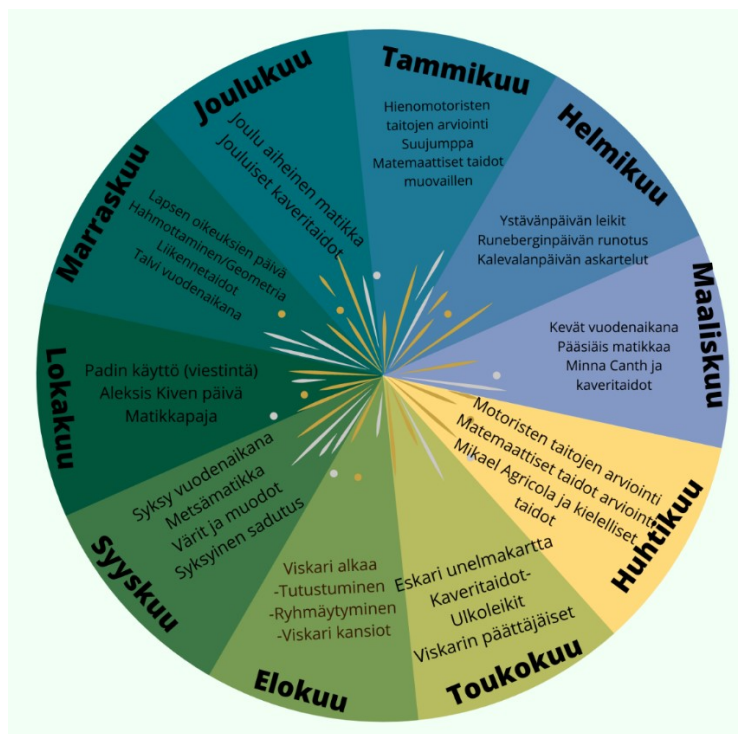 Tammikuu
Hienomotoristen
taitojen arviointi
Suujumppa
Matemaattiset taidot
muovaillen
Helmikuu
Ystävänpäivän leikit
Runeberginpäivän runotus
Kalevalanpäivän askartelut
Maaliskuu
Kevät vuodenaikana
Pääsiäis matikkaa
Minna Canth ja
kaveritaidot
Huhtikuu
Motoristen taitojen arviointi
Matemaattiset taidot arviointi
Mikael Agricola ja kielelliset
taidot
Toukokuu
Eskari unelmakartta
Kaveritaidot-
Ulkoleikit
Viskarin päättäjäiset
Elokuu
Viskari alkaa
-Tutustuminen
-Ryhmäytyminen
-Viskari kansiot
Syyskuu
Syksy vuodenaikana
Metsämatikka
Värit ja muodot
Syksyinen sadutus
Lokakuu
Padin käyttö (viestintä)
Aleksis Kiven päivä
Matikkapaja
Marraskuu
Lapsen oikeuksien päivä
Hahmottaminen/Geometria
Liikennetaidot
Talvi vuodenaikana
Joulukuu
Joulu aiheinen matikka
Jouluiset kaveritaidot